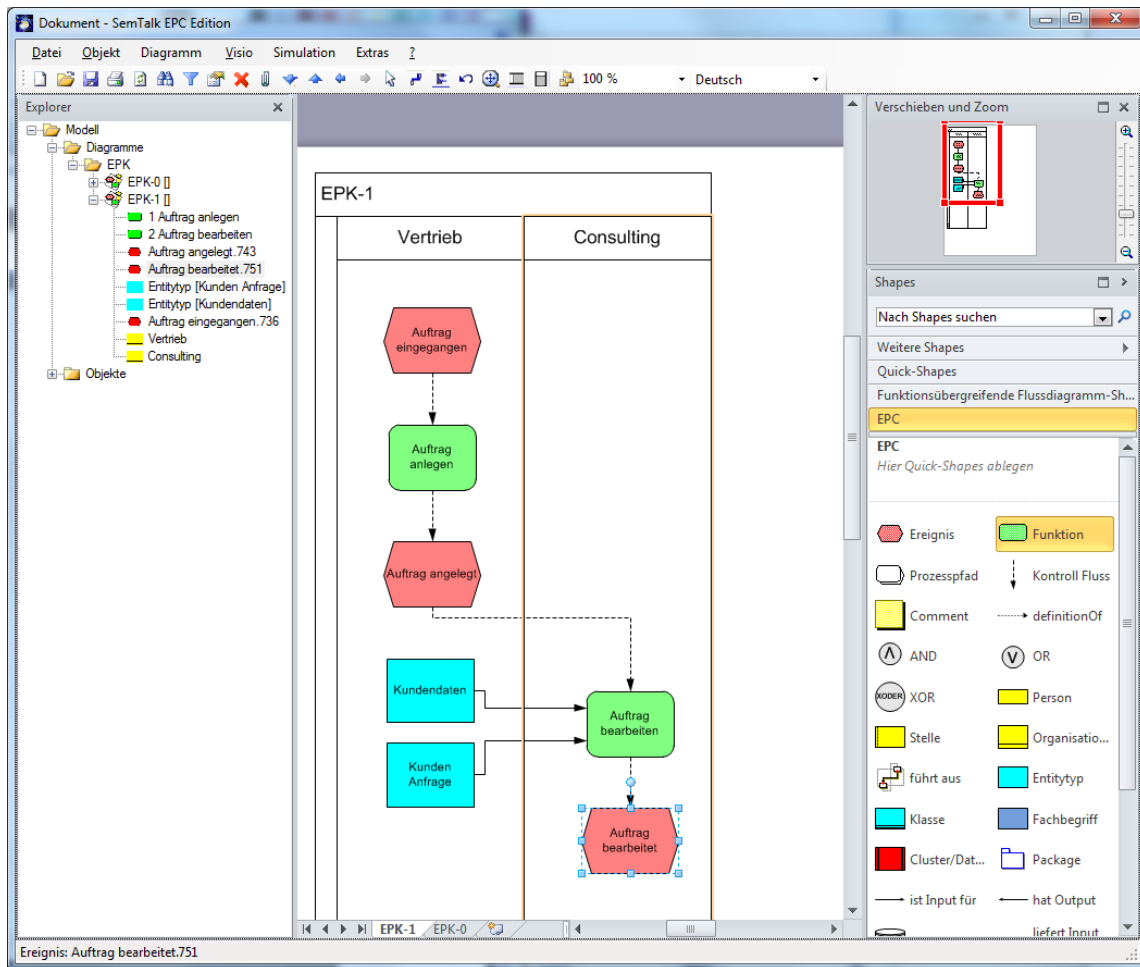 Dokument - SemTalk EPC Edition
Datei Objekt Diagramm Visio Simulation Extras ?
100 % Deutsch
Explorer
Modell
Diagramme
EPK
EPK-0 []
EPK-1 []
1 Auftrag anlegen
2 Auftrag bearbeiten
Auftrag angelegt.743
Auftrag bearbeitet.751
Entitytyp [Kunden Anfrage]
Entitytyp [Kundendaten]
Auftrag eingegangen.736
Vertrieb
Consulting
Objekte
EPK-1
Vertrieb Consulting
Auftrag
eingegangen
Auftrag
anlegen
Auftrag angelegt
Kundendaten
Auftrag
bearbeiten
Kunden
Anfrage
Auftrag
bearbeitet
EPK-1 EPK-0
Verschieben und Zoom
Shapes
Nach Shapes suchen
Weitere Shapes
Quick-Shapes
Funktionsübergreifende Flussdiagramm-Sh...
EPC
EPC
Hier Quick-Shapes ablegen
Ereignis Funktion
Prozesspfad Kontroll Fluss
Comment definitionOf
AND V OR
XODER XOR Person
Stelle Organisatio...
führt aus Entitytyp
Klasse Fachbegriff
Cluster/Dat... Package
ist Input für hat Output
liefert Input
Ereignis: Auftrag bearbeitet.751